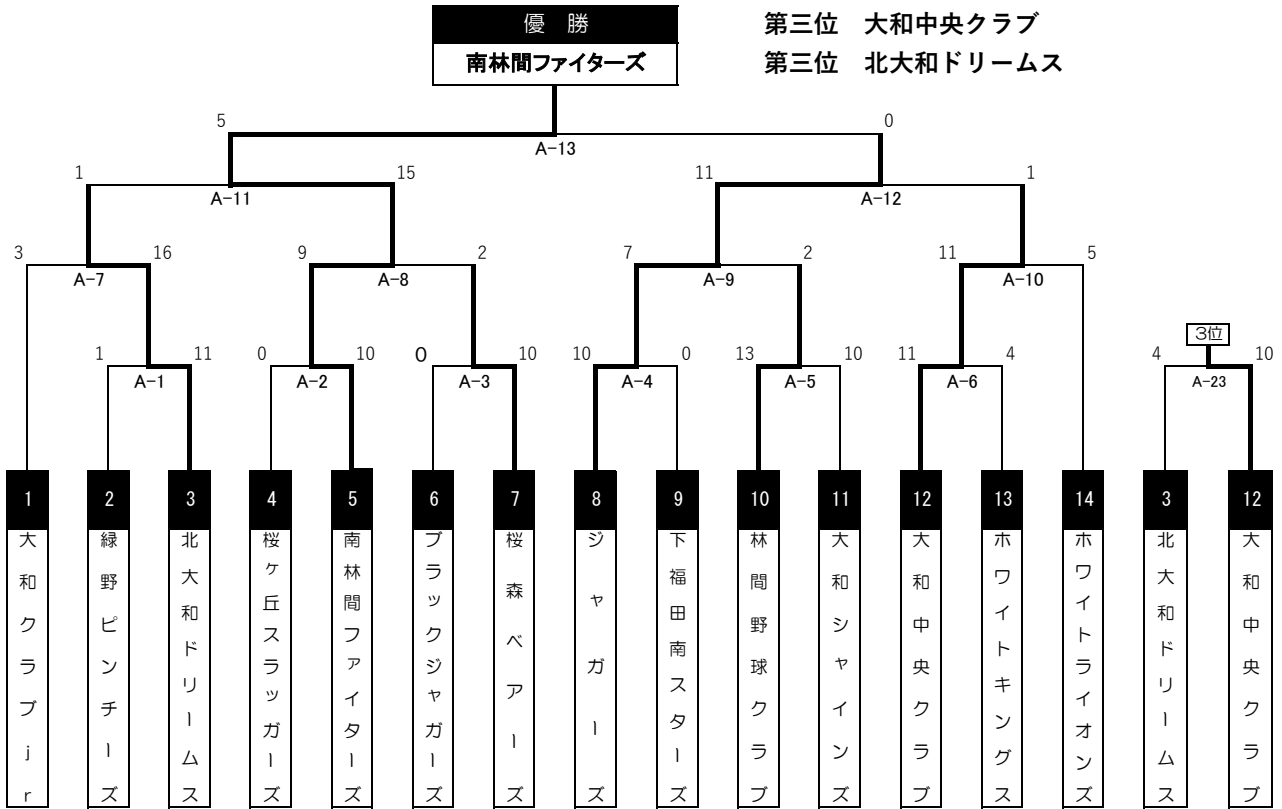 優 勝
南林間ファイターズ
第三位 大和中央クラブ
第三位 北大和ドリームス
5 0
A-13
1 15 11 1
A-11 A-12
3 16 9 2 7 2 11 5
A-7 A-8 A-9 A-10
3位
1 11 0 10 0 10 10 0 13 10 11 4 4 10
A-1 A-2 A-3 A-4 A-5 A-6 A-23
1 2 3 4 5 6 7 8 9 10 11 12 13 14 3 12
大和クラブjr
緑野ピンチーズ
北大和ドリームス
桜ケ丘スラッガーズ
南林間ファイターズ
ブラックジャガーズ
桜森ベアーズ
ジャガーズ
下福田南スターズ
林間野球クラブ
大和シャインズ
大和中央クラブ
ホワイトキングス
ホワイトライオンズ
北大和ドリームス
大和中央クラブ